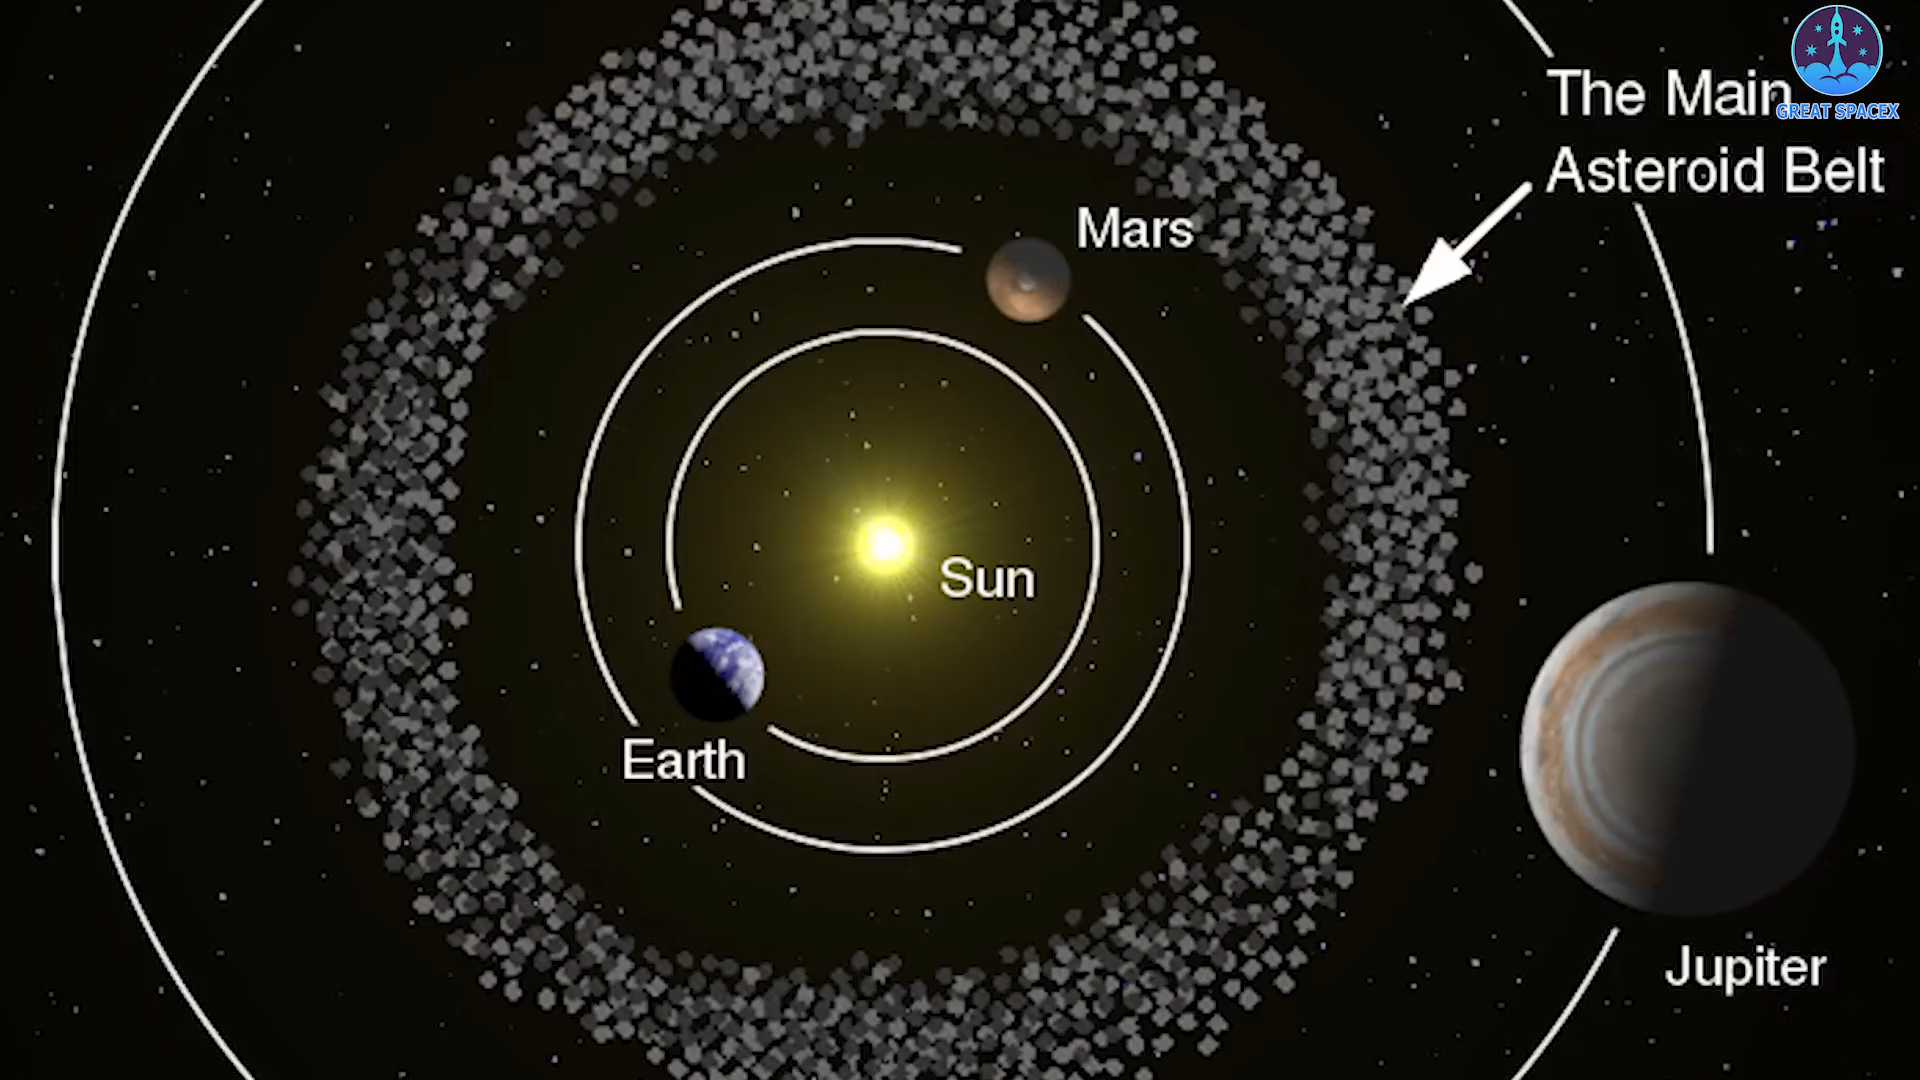 The Main
GREAT SPACEX
Asteroid Belt
Mars
Sun
Earth
Jupiter